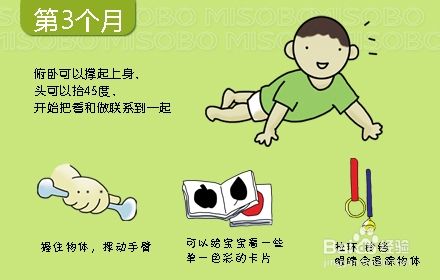 MISOBO MISOBO MISOBO MISOBO
第3个月
俯卧可以撑起上身、
头可以抬45度、
开始把看和做联系到一起
握住物体，挥动手臂
可以给宝宝看一些
单一色彩的卡片
拉环、铃铛
眼睛会追踪物体